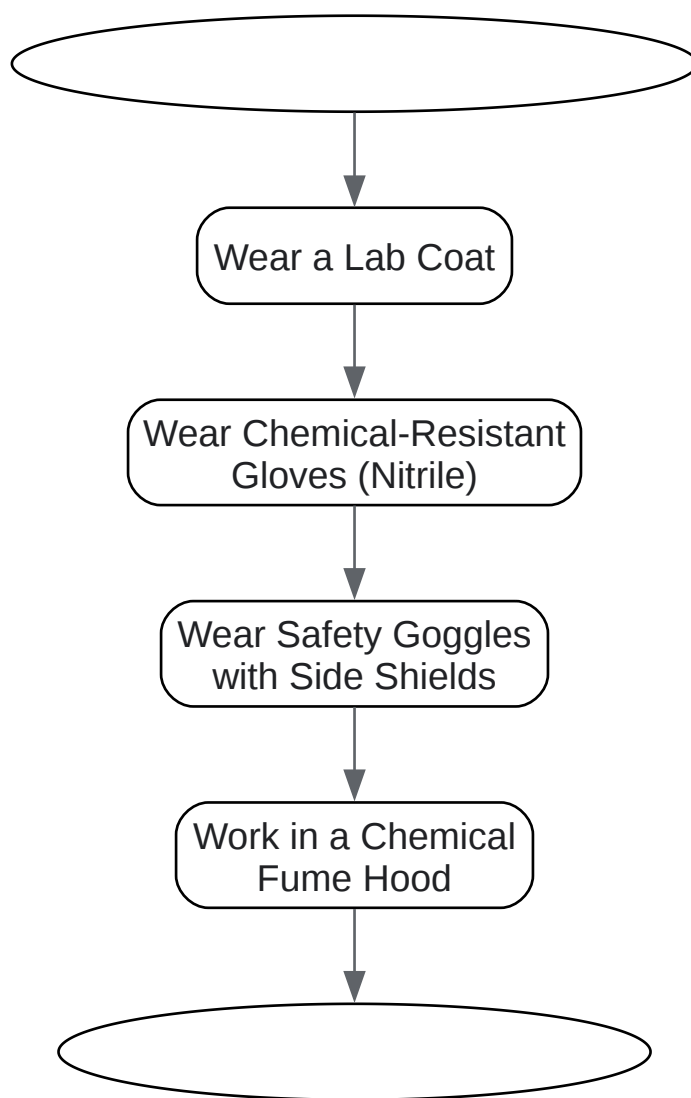 Wear a Lab Coat
Wear Chemical-Resistant
Gloves (Nitrile)
Wear Safety Goggles
with Side Shields
Work in a Chemical
Fume Hood